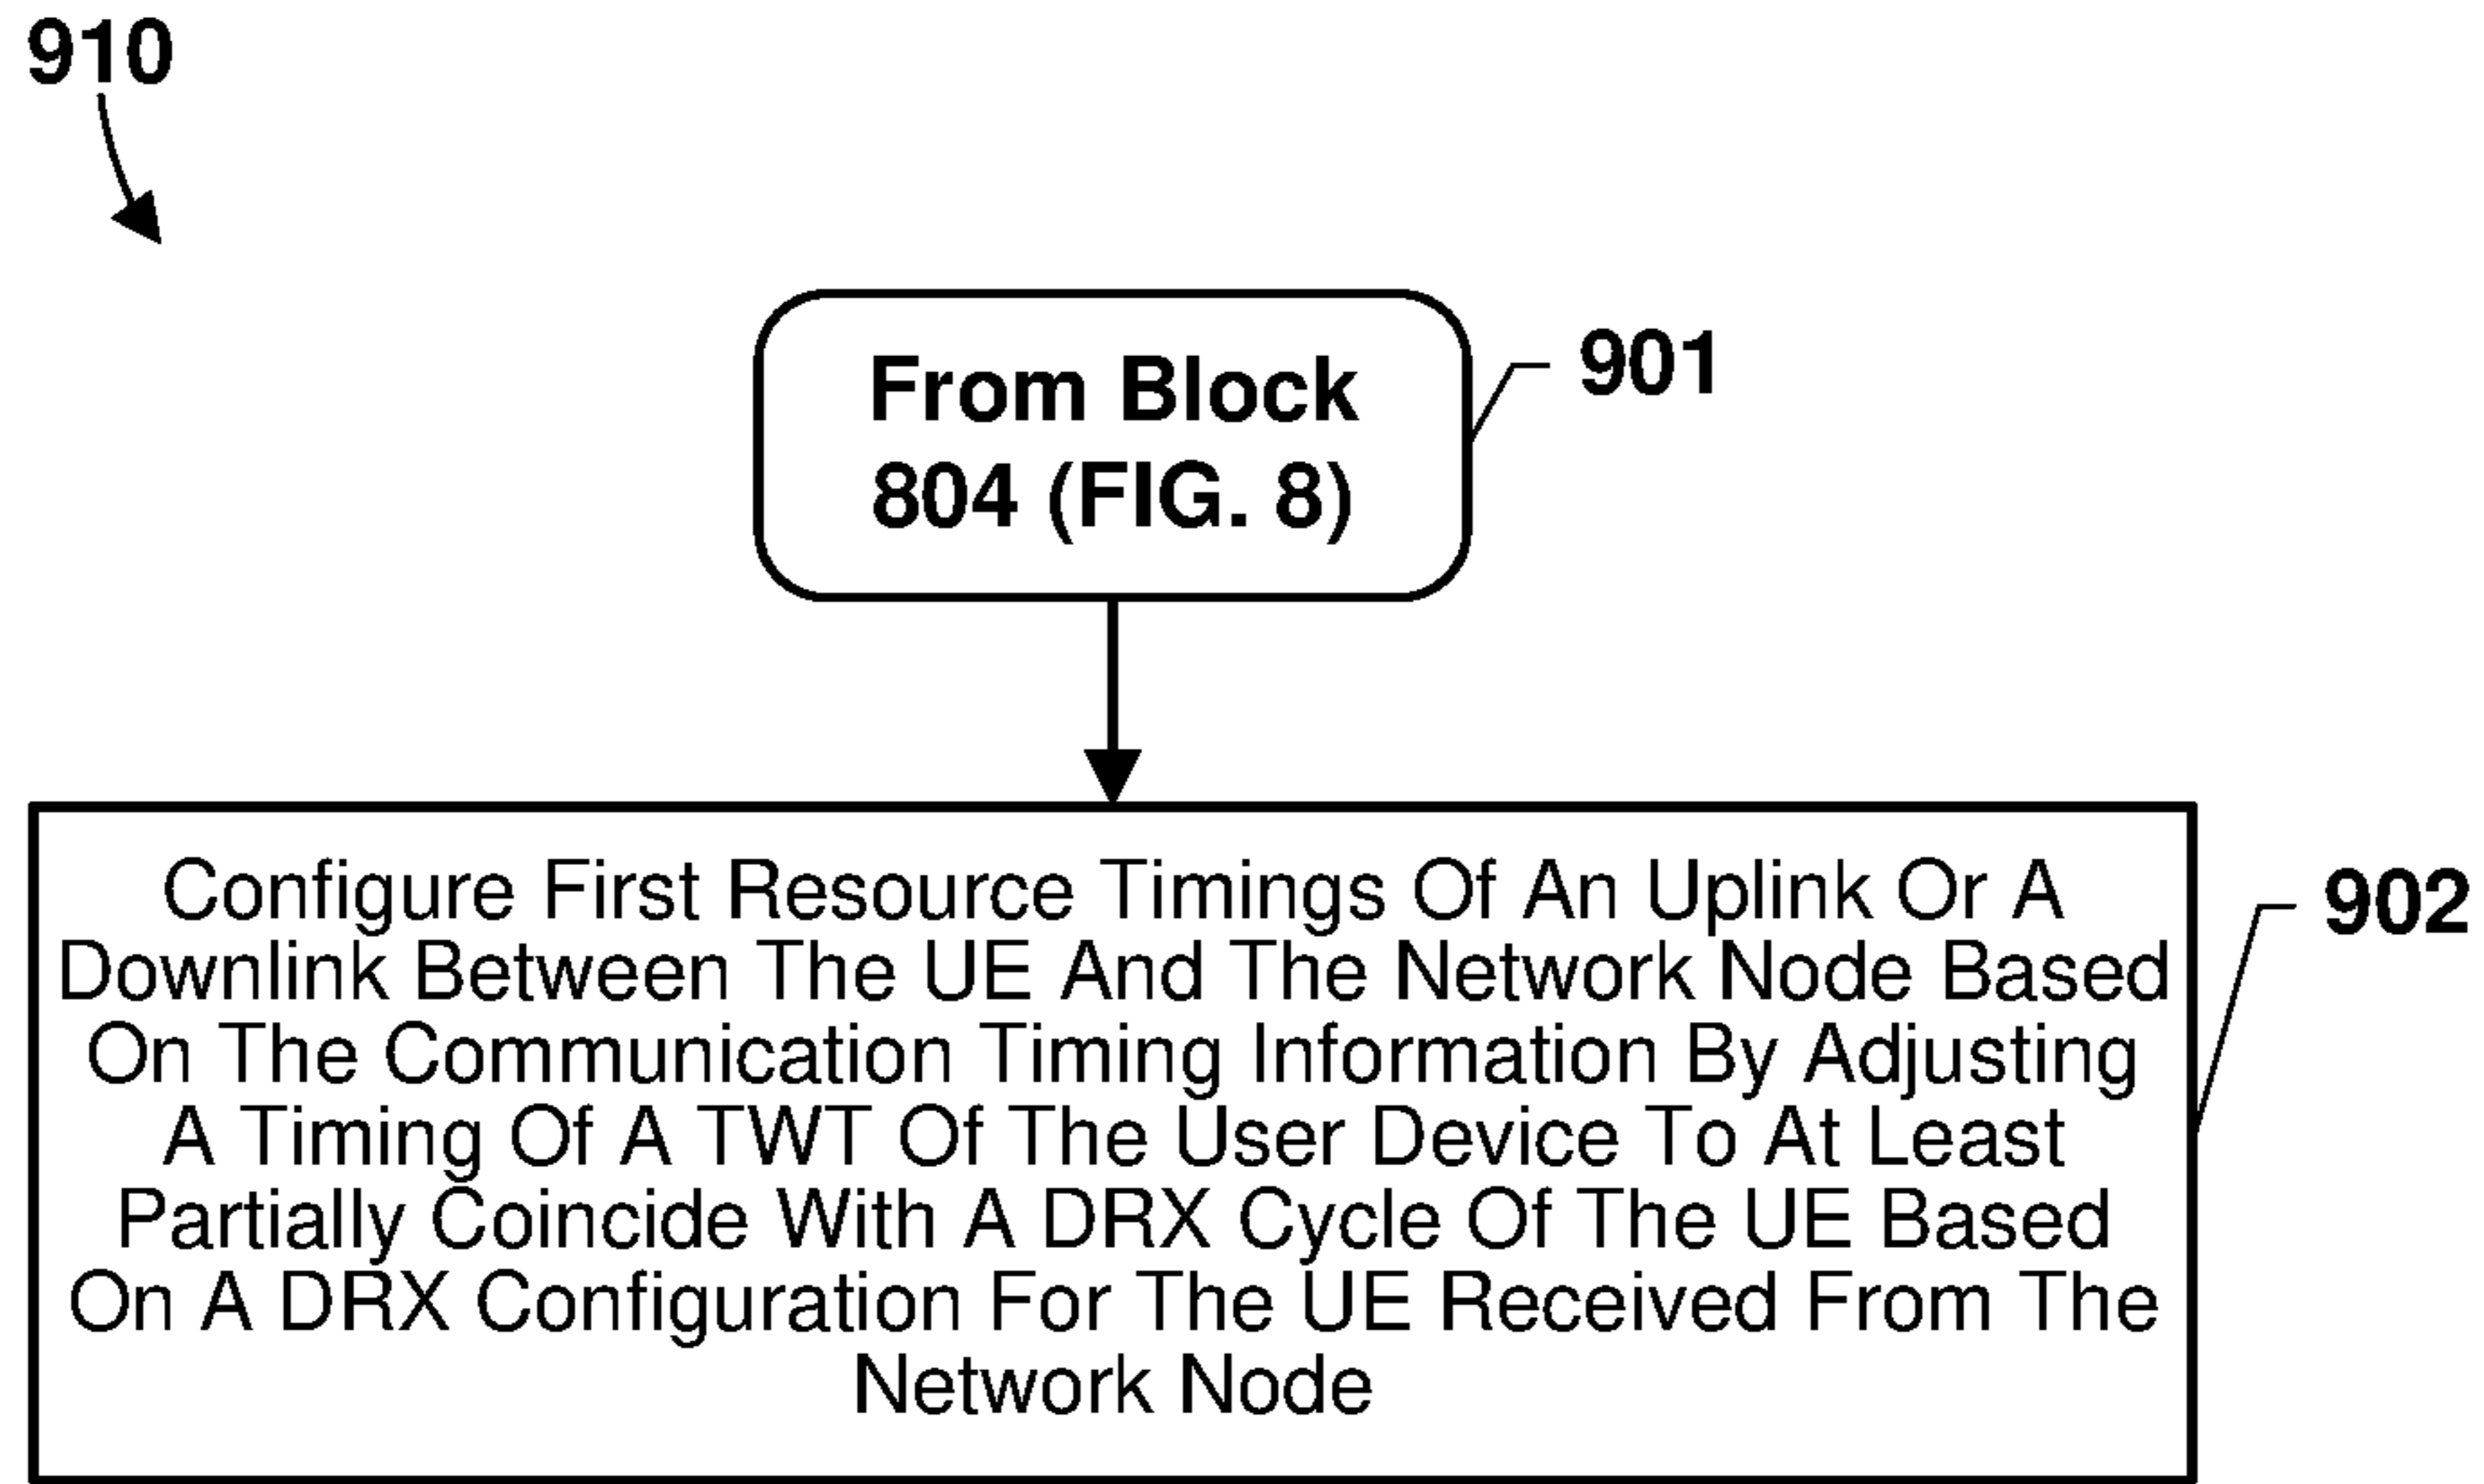 910
From Block
804 (FIG. 8)
901
Configure First Resource Timings Of An Uplink Or A
Downlink Between The UE And The Network Node Based
On The Communication Timing Information By Adjusting
A Timing Of A TWT Of The User Device To At Least
Partially Coincide With A DRX Cycle Of The UE Based
On A DRX Configuration For The UE Received From The
Network Node
902